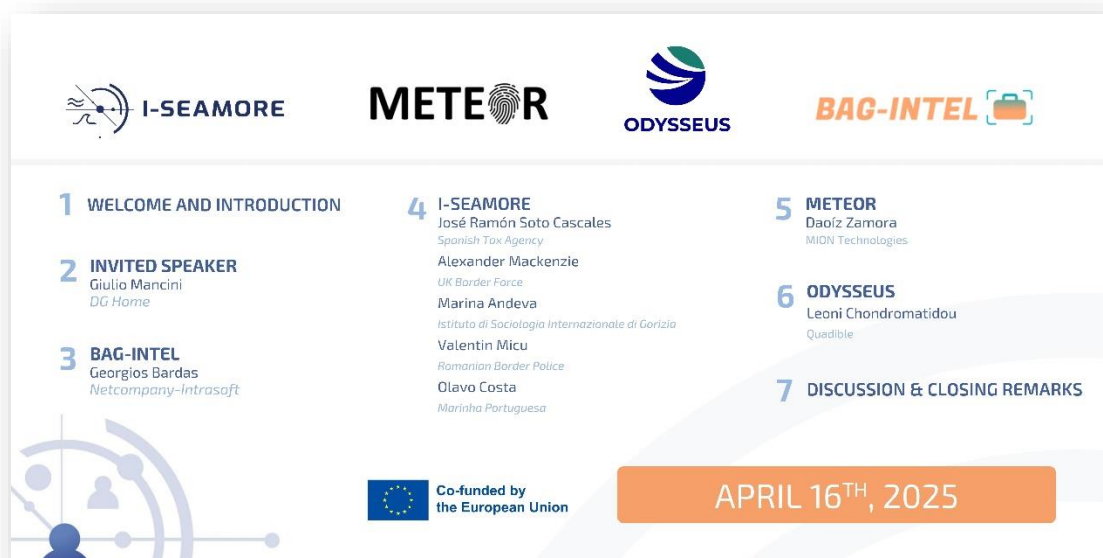 I-SEAMORE
METEOR
ODYSSEUS
BAG-INTEL
1 WELCOME AND INTRODUCTION
2 INVITED SPEAKER
Giulio Mancini
DG Home
3 BAG-INTEL
Georgios Bardas
Netcompany-Intrasoft
4 I-SEAMORE
José Ramón Soto Cascales
Spanish Tax Agency
Alexander Mackenzie
UK Border Force
Marina Andeva
Istituto di Sociologia Internazionale di Gorizia
Valentin Micu
Romanian Border Police
Olavo Costa
Marinha Portuguesa
5 METEOR
Daoíz Zamora
MION Technologies
6 ODYSSEUS
Leoni Chondromatidou
Quadible
7 DISCUSSION & CLOSING REMARKS
Co-funded by
the European Union
APRIL 16TH, 2025